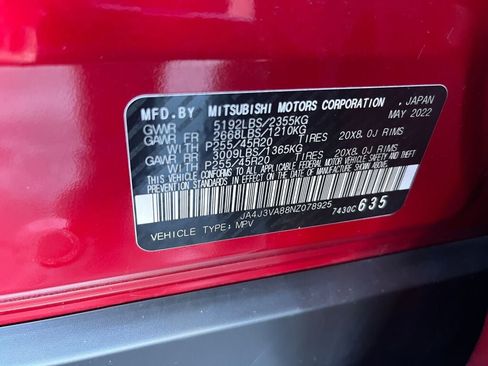 MFD.BY MITSUBISHI MOTORS CORPORATION . JAPAN
GVWR 5192LBS/2355KG MAY 2022
GAWR FR 2668LBS/1210KG
WITH P255/45R20 TIRES 20X8.0J RIMS
GAWR RR 3009LBS/1365KG
WITH P255/45R20 TIRES 20X8.0J RIMS
THIS VEHICLE CONFORMS TO ALL APPLICABLE FEDERAL MOTOR VEHICLE SAFETY AND THEFT
PREVENTION STANDARDS IN EFFECT ON THE DATE OF MANUFACTURE SHOWN ABOVE.
JA4J3VA88NZ078925 7430C 635
VEHICLE TYPE: MPV